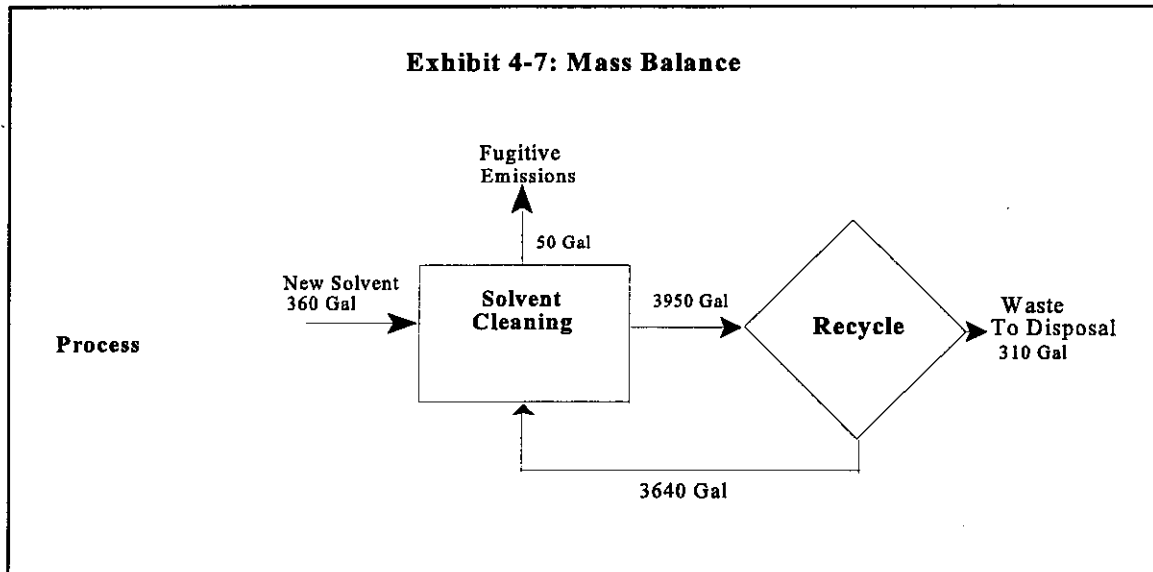 Exhibit 4-7: Mass Balance
Fugitive
Emissions
50 Gal
New Solvent
360 Gal
Solvent
Cleaning
3950 Gal
Recycle
Waste
To Disposal
310 Gal
Process
3640 Gal